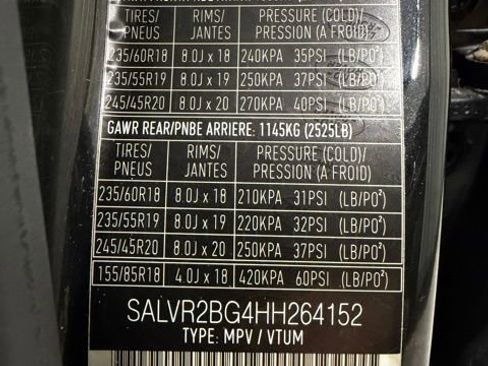 TIRES/ RIMS/ PRESSURE (COLD)/
PNEUS JANTES PRESSION (A FROID)
235/60R18 8.0J x 18 240KPA 35PSI (LB/PO²)
235/55R19 8.0J x 19 250KPA 37PSI (LB/PO²)
245/45R20 8.0J x 20 270KPA 40PSI (LB/PO²)
GAWR REAR/PNBE ARRIERE: 1145KG (2525LB)
TIRES/ RIMS/ PRESSURE (COLD)/
PNEUS JANTES PRESSION (A FROID)
235/60R18 8.0J x 18 210KPA 31PSI (LB/PO²)
235/55R19 8.0J x 19 220KPA 32PSI (LB/PO²)
245/45R20 8.0J x 20 250KPA 37PSI (LB/PO²)
155/85R18 4.0J x 18 420KPA 60PSI (LB/PO²)
SALVR2BG4HH264152
TYPE: MPV / VTUM